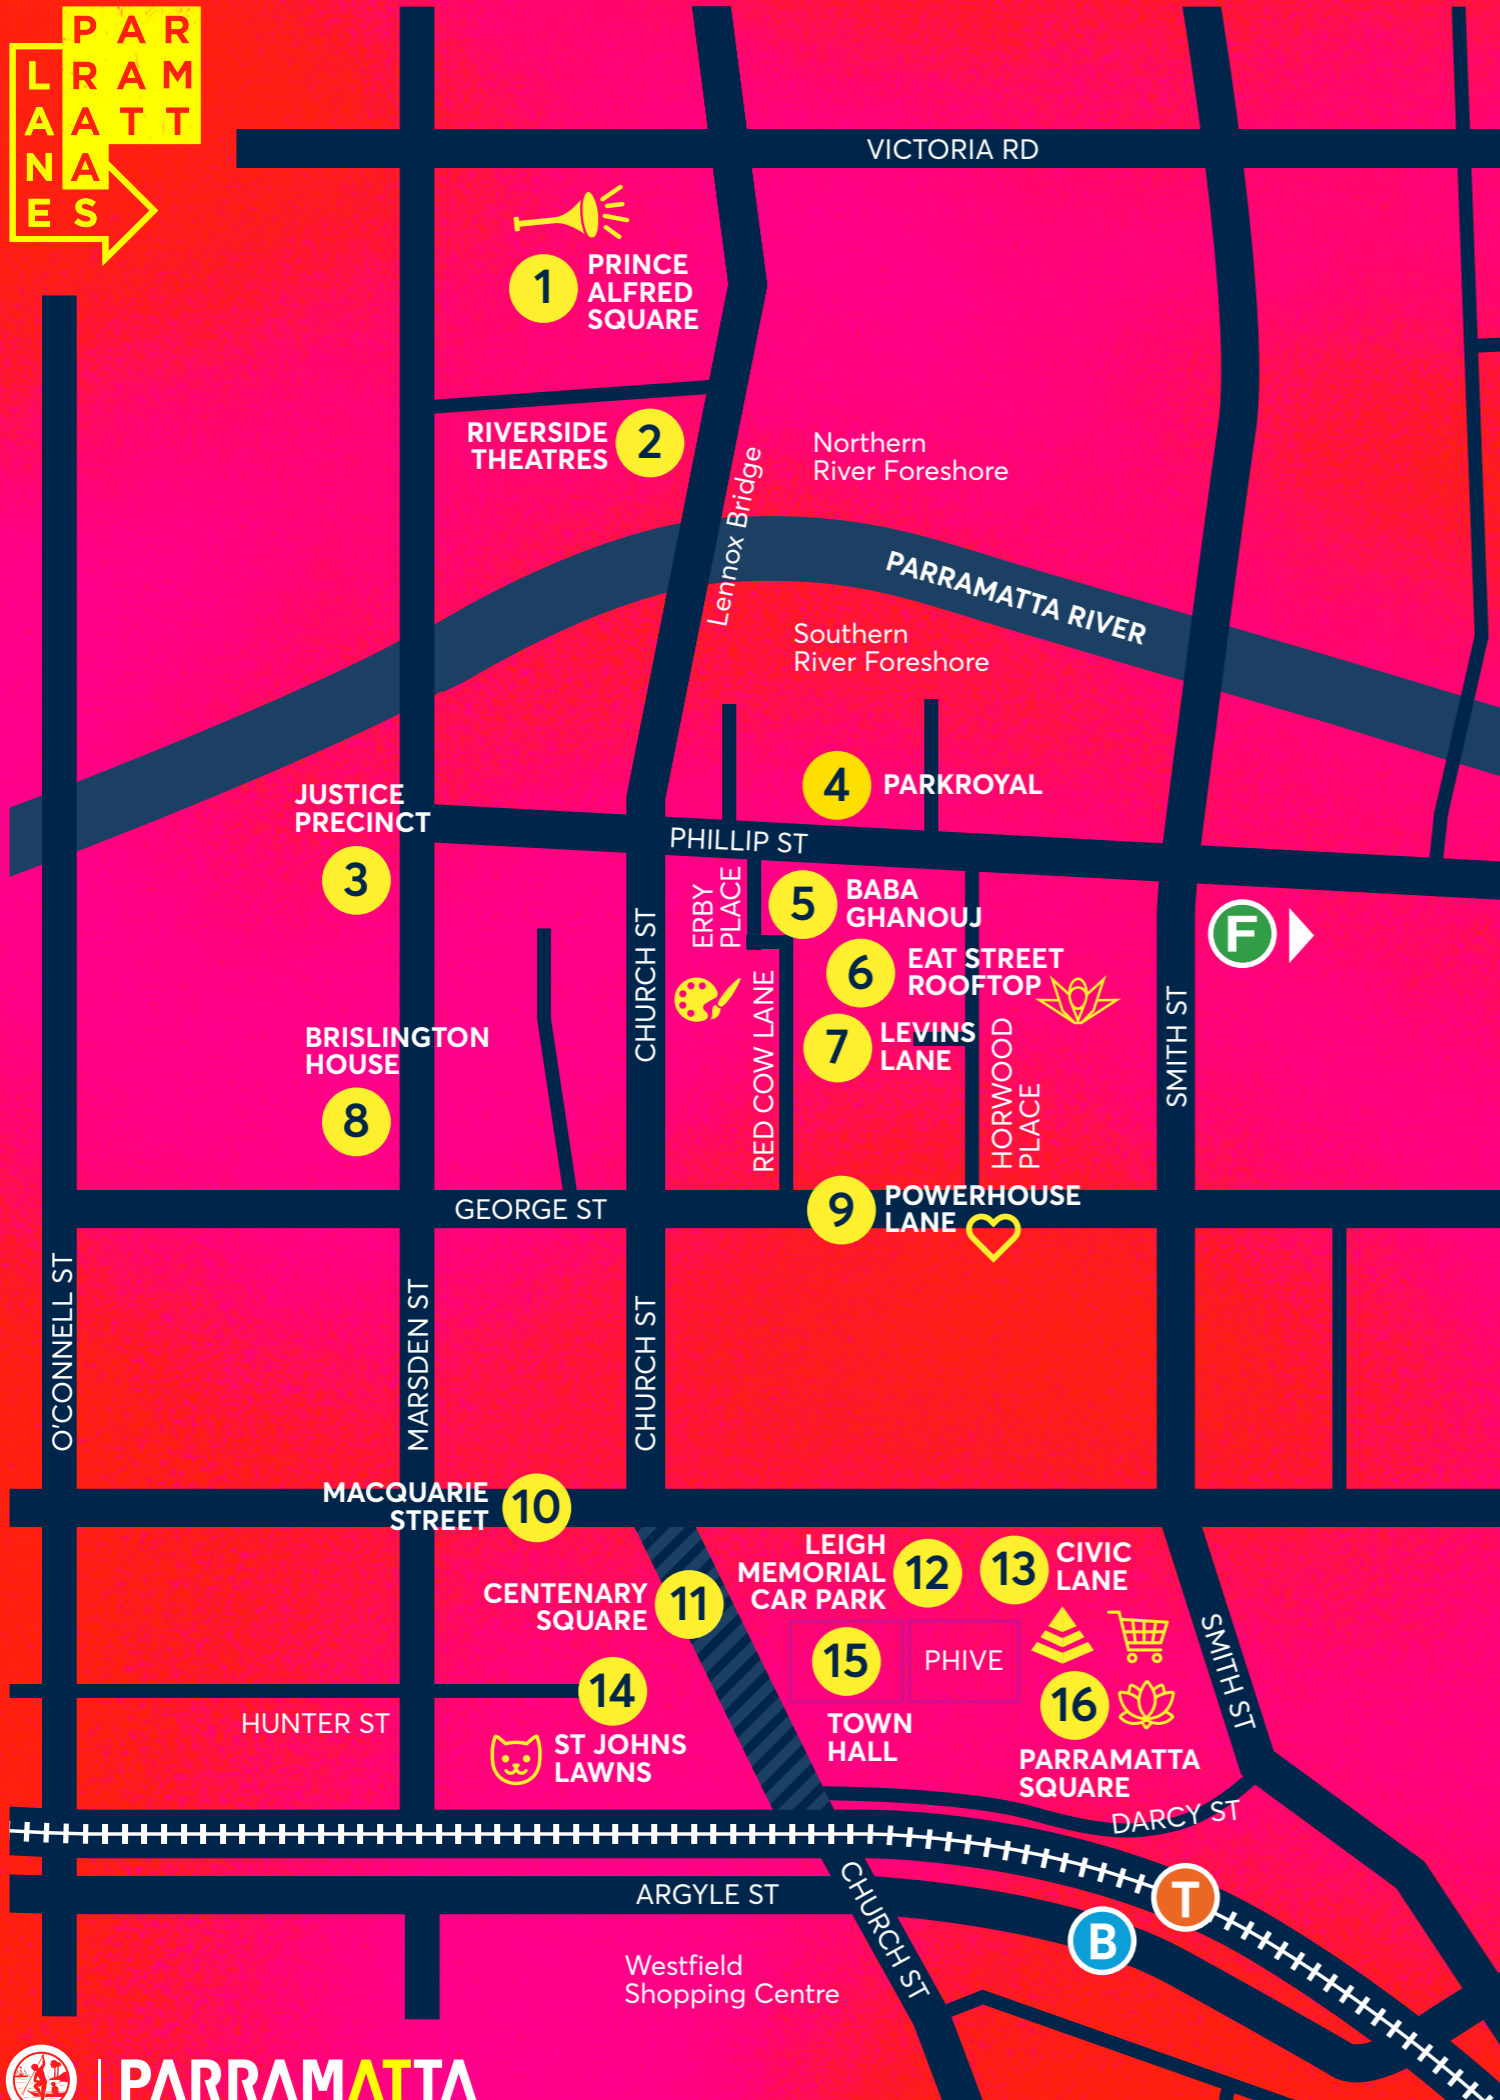 PAR
LRAM
AATT
NA
ES
VICTORIA RD
1
PRINCE
ALFRED
SQUARE
RIVERSIDE
THEATRES
2
Northern
River Foreshore
Lennox Bridge
PARRAMATTA RIVER
Southern
River Foreshore
JUSTICE
PRECINCT
3
4
PARKROYAL
PHILLIP ST
ERBY
PLACE
5
BABA
GHANOUJ
F
6
EAT STREET
ROOFTOP
CHURCH ST
RED COW LANE
7
LEVINS
LANE
HORWOOD
PLACE
SMITH ST
BRISLINGTON
HOUSE
8
GEORGE ST
9
POWERHOUSE
LANE
O'CONNELL ST
MARSDEN ST
CHURCH ST
MACQUARIE
STREET
10
CENTENARY
SQUARE
11
LEIGH
MEMORIAL
CAR PARK
12
13
CIVIC
LANE
SMITH ST
15
PHIVE
TOWN
HALL
14
HUNTER ST
ST JOHNS
LAWNS
16
PARRAMATTA
SQUARE
DARCY ST
ARGYLE ST
CHURCH ST
T
B
Westfield
Shopping Centre
PARRAMATTA